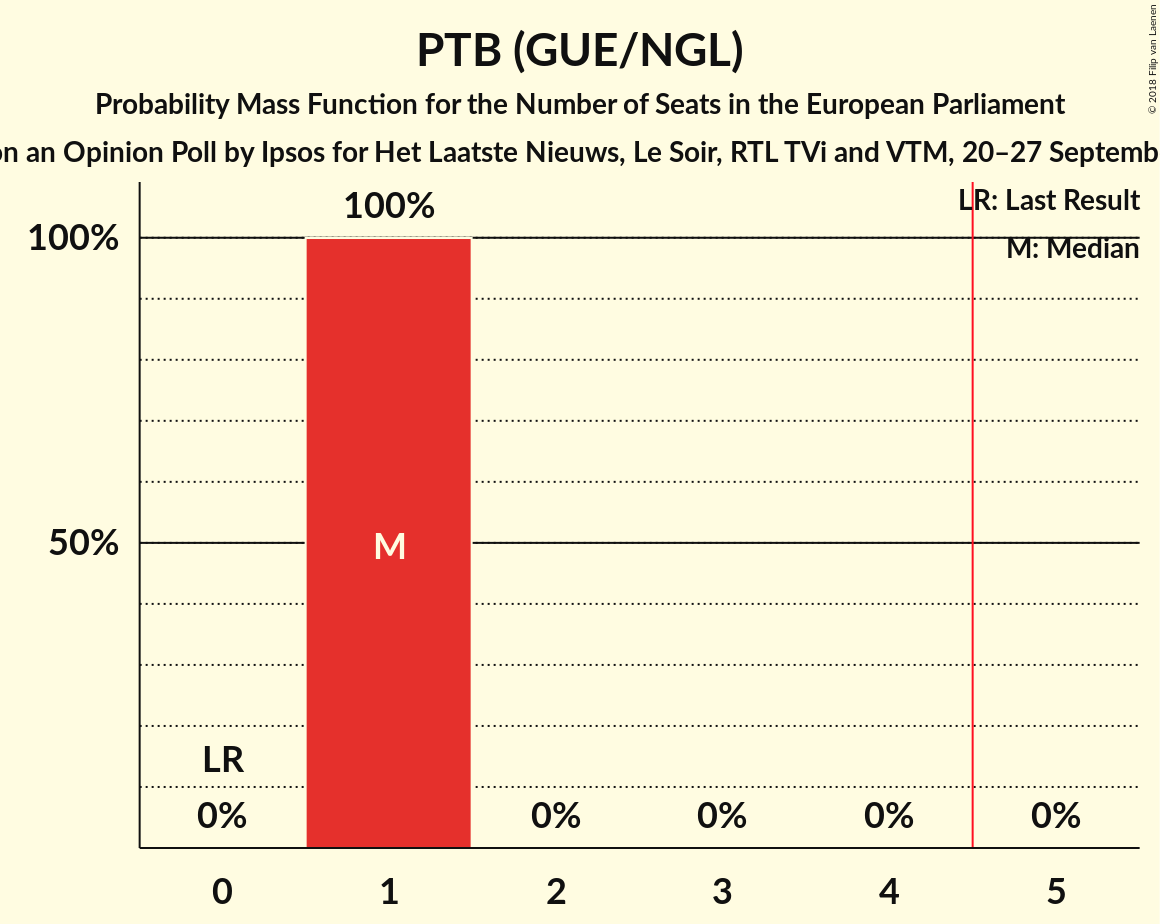 PTB (GUE/NGL)
Probability Mass Function for the Number of Seats in the European Parliament
on an Opinion Poll by Ipsos for Het Laatste Nieuws, Le Soir, RTL TVi and VTM, 20–27 Septemb
© 2018 Filip van Laenen
LR: Last Result
M: Median
100%
100%
50%
M
LR
0%
0%
0%
0%
0%
0
1
2
3
4
5